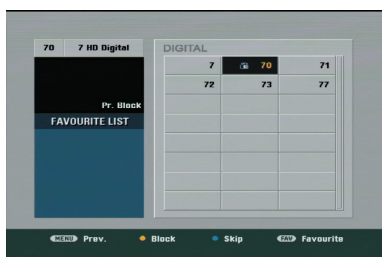 70 7 HD Digital
Pr. Block
FAVOURITE LIST
DIGITAL
7 70 71
72 73 77
MENU Prev. Block Skip FAV Favourite